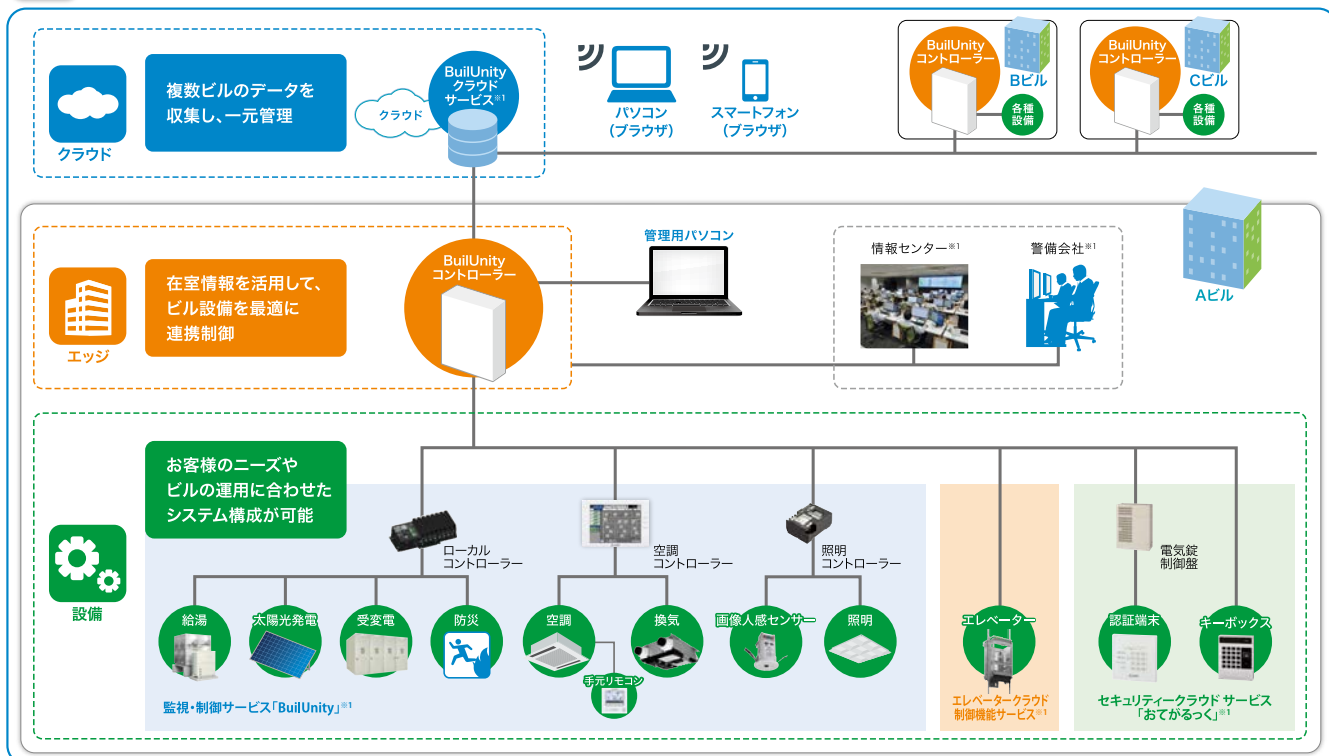 クラウド
複数ビルのデータを
収集し、一元管理
クラウド
BuilUnity
クラウド
サービス※1
パソコン
（ブラウザ）
スマートフォン
（ブラウザ）
BuilUnity
コントローラー
Bビル
各種
設備
BuilUnity
コントローラー
Cビル
各種
設備
エッジ
在室情報を活用して、
ビル設備を最適に
連携制御
BuilUnity
コントローラー
管理用パソコン
情報センター※1
警備会社※1
Aビル
設備
お客様のニーズや
ビルの運用に合わせた
システム構成が可能
ローカル
コントローラー
空調
コントローラー
照明
コントローラー
電気錠
制御盤
給湯
太陽光発電
受変電
防災
空調
換気
画像人感センサー
照明
エレベーター
認証端末
キーボックス
手元リモコン
監視・制御サービス「BuilUnity」※1
エレベータークラウド
制御機能サービス※1
セキュリティークラウド サービス
「おてがるっく」※1